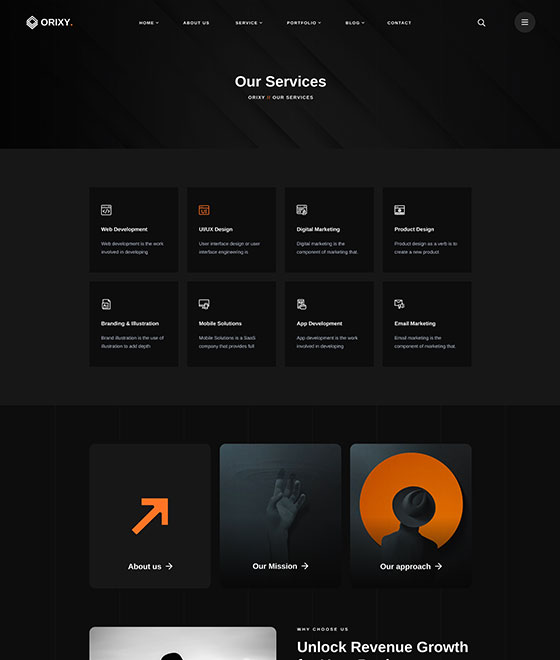 ORIXY.
HOME
ABOUT US
SERVICE
PORTFOLIO
BLOG
CONTACT
Our Services
ORIXY // OUR SERVICES
Web Development
Web development is the work
involved in developing
UI/UX Design
User interface design or user
interface engineering is
Digital Marketing
Digital marketing is the
component of marketing that.
Product Design
Product design as a verb is to
create a new product
Branding & Illustration
Brand illustration is the use of
illustration to add depth
Mobile Solutions
Mobile Solutions is a SaaS
company that provides full
App Development
App development is the work
involved in developing
Email Marketing
Email marketing is the
component of marketing that.
About us
Our Mission
Our approach
WHY CHOOSE US
Unlock Revenue Growth